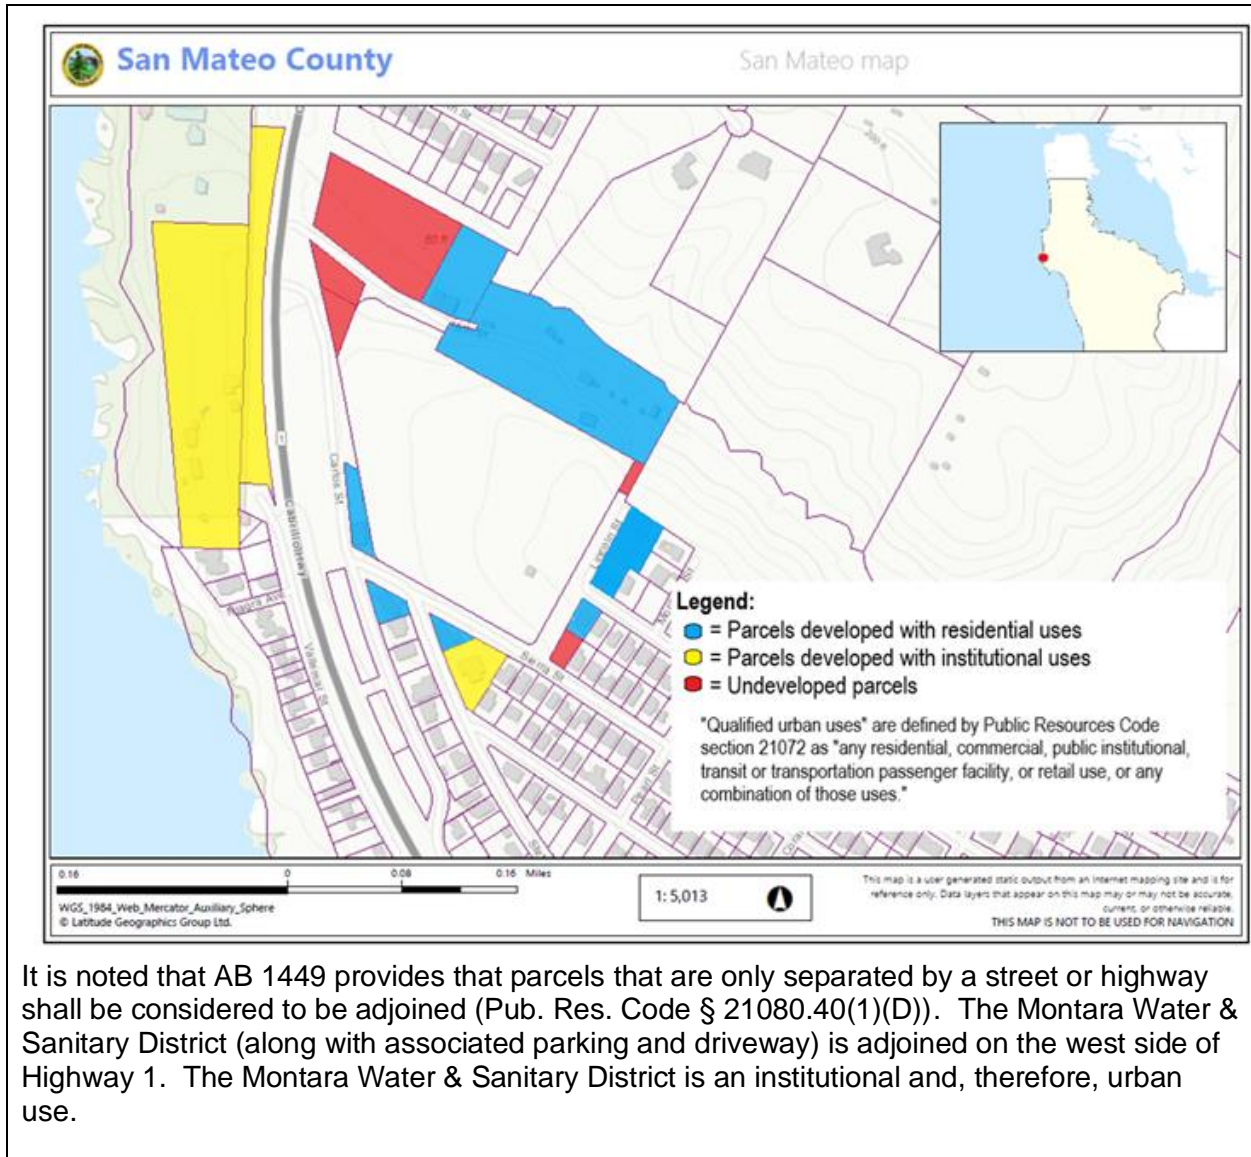 San Mateo County
San Mateo map
Carlos St
Cabrillo Hwy
1
Niagra Ave
Vallemar St
Lincoln St
Sierra St
200 ft
Legend:
= Parcels developed with residential uses
= Parcels developed with institutional uses
= Undeveloped parcels
"Qualified urban uses" are defined by Public Resources Code
section 21072 as "any residential, commercial, public institutional,
transit or transportation passenger facility, or retail use, or any
combination of those uses."
0.16 0 0.08 0.16 Miles
WGS_1984_Web_Mercator_Auxiliary_Sphere
© Latitude Geographics Group Ltd.
1: 5,013
This map is a user generated static output from an Internet mapping site and is for
reference only. Data layers that appear on this map may or may not be accurate,
current, or otherwise reliable.
THIS MAP IS NOT TO BE USED FOR NAVIGATION
It is noted that AB 1449 provides that parcels that are only separated by a street or highway
shall be considered to be adjoined (Pub. Res. Code § 21080.40(1)(D)).  The Montara Water &
Sanitary District (along with associated parking and driveway) is adjoined on the west side of
Highway 1.  The Montara Water & Sanitary District is an institutional and, therefore, urban
use.